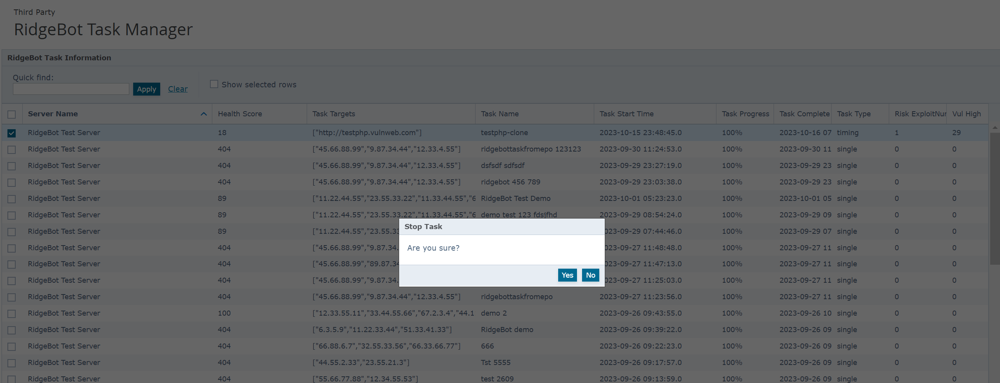 Third Party
RidgeBot Task Manager
RidgeBot Task Information
Quick find:
Apply Clear Show selected rows
Server Name Health Score Task Targets Task Name Task Start Time Task Progress Task Complete Task Type Risk ExploitNur Vul High
RidgeBot Test Server 18 ["http://testphp.vulnweb.com"] testphp-clone 2023-10-15 23:48:45.0 100% 2023-10-16 07 timing 1 29
RidgeBot Test Server 404 ["45.66.88.99","9.87.34.44","12.33.4.55"] ridgebottaskfromepo 123123 2023-09-30 11:24:53.0 100% 2023-09-30 11 single 0 0
RidgeBot Test Server 404 ["45.66.88.99","9.87.34.44","12.33.4.55"] dsfsdf sdfsdf 2023-09-29 23:27:19.0 100% 2023-09-29 23 single 0 0
RidgeBot Test Server 404 ["45.66.88.99","9.87.34.44","12.33.4.55"] ridgebot 456 789 2023-09-29 23:03:38.0 100% 2023-09-29 23 single 0 0
RidgeBot Test Server 89 ["11.22.44.55","23.55.33.22","11.33.44.55","6 RidgeBot Test Demo 2023-10-01 05:23:23.0 100% 2023-10-01 05 single 0 0
RidgeBot Test Server 89 ["11.22.44.55","23.55.33.22","11.33.44.55","6 demo test 123 fdsjfhd 2023-09-29 08:54:24.0 100% 2023-09-29 09 single 0 0
RidgeBot Test Server 89 ["11.22.44.55","23.55.33 023-09-29 07:44:46.0 100% 2023-09-29 07 single 0 0
RidgeBot Test Server 404 ["45.66.88.99","9.87.34. 023-09-27 11:48:48.0 100% 2023-09-27 11 single 0 0
RidgeBot Test Server 404 ["45.66.88.99","89.87.34 023-09-27 11:47:13.0 100% 2023-09-27 11 single 0 0
RidgeBot Test Server 404 ["45.66.88.99","9.87.34. 023-09-27 11:25:03.0 100% 2023-09-27 11 single 0 0
RidgeBot Test Server 404 ["45.66.88.99","9.87.34.44","12.33.4.55"] ridgebottaskfromepo 2023-09-27 11:23:56.0 100% 2023-09-27 11 single 0 0
RidgeBot Test Server 100 ["12.33.55.11","33.44.55.66","67.2.3.4","44.1 demo 2 2023-09-26 09:43:55.0 100% 2023-09-26 10 single 0 0
RidgeBot Test Server 404 ["6.3.5.9","11.22.33.44","51.33.41.33"] RidgeBot demo 2023-09-26 09:39:22.0 100% 2023-09-26 09 single 0 0
RidgeBot Test Server 404 ["66.88.6.7","32.55.33.56","66.33.66.77"] 666 2023-09-26 09:22:23.0 100% 2023-09-26 09 single 0 0
RidgeBot Test Server 404 ["44.55.2.33","23.55.21.3"] Tst 5555 2023-09-26 09:17:57.0 100% 2023-09-26 09 single 0 0
RidgeBot Test Server 404 ["55.66.77.88","12.34.55.53"] test 2609 2023-09-26 09:13:59.0 100% 2023-09-26 09 single 0 0
Stop Task
Are you sure?
Yes No